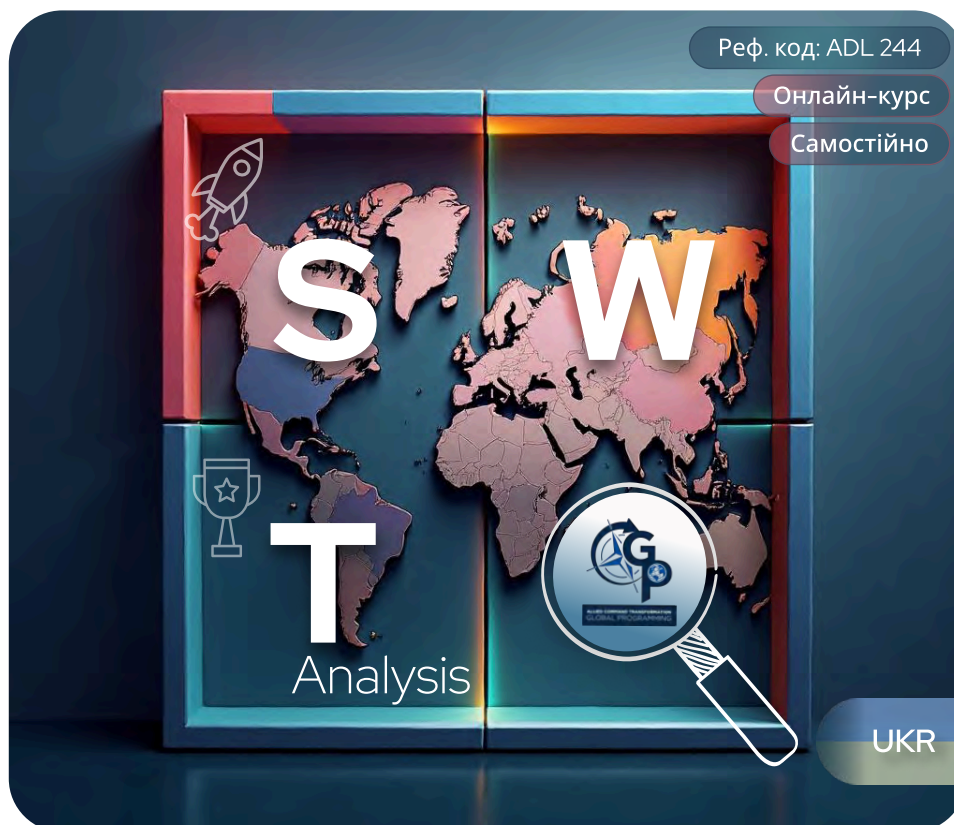 Реф. код: ADL 244
Онлайн-курс
Самостійно
S W
T
Analysis
GP
ALLIED COMMAND TRANSFORMATION
GLOBAL PROGRAMMING
UKR